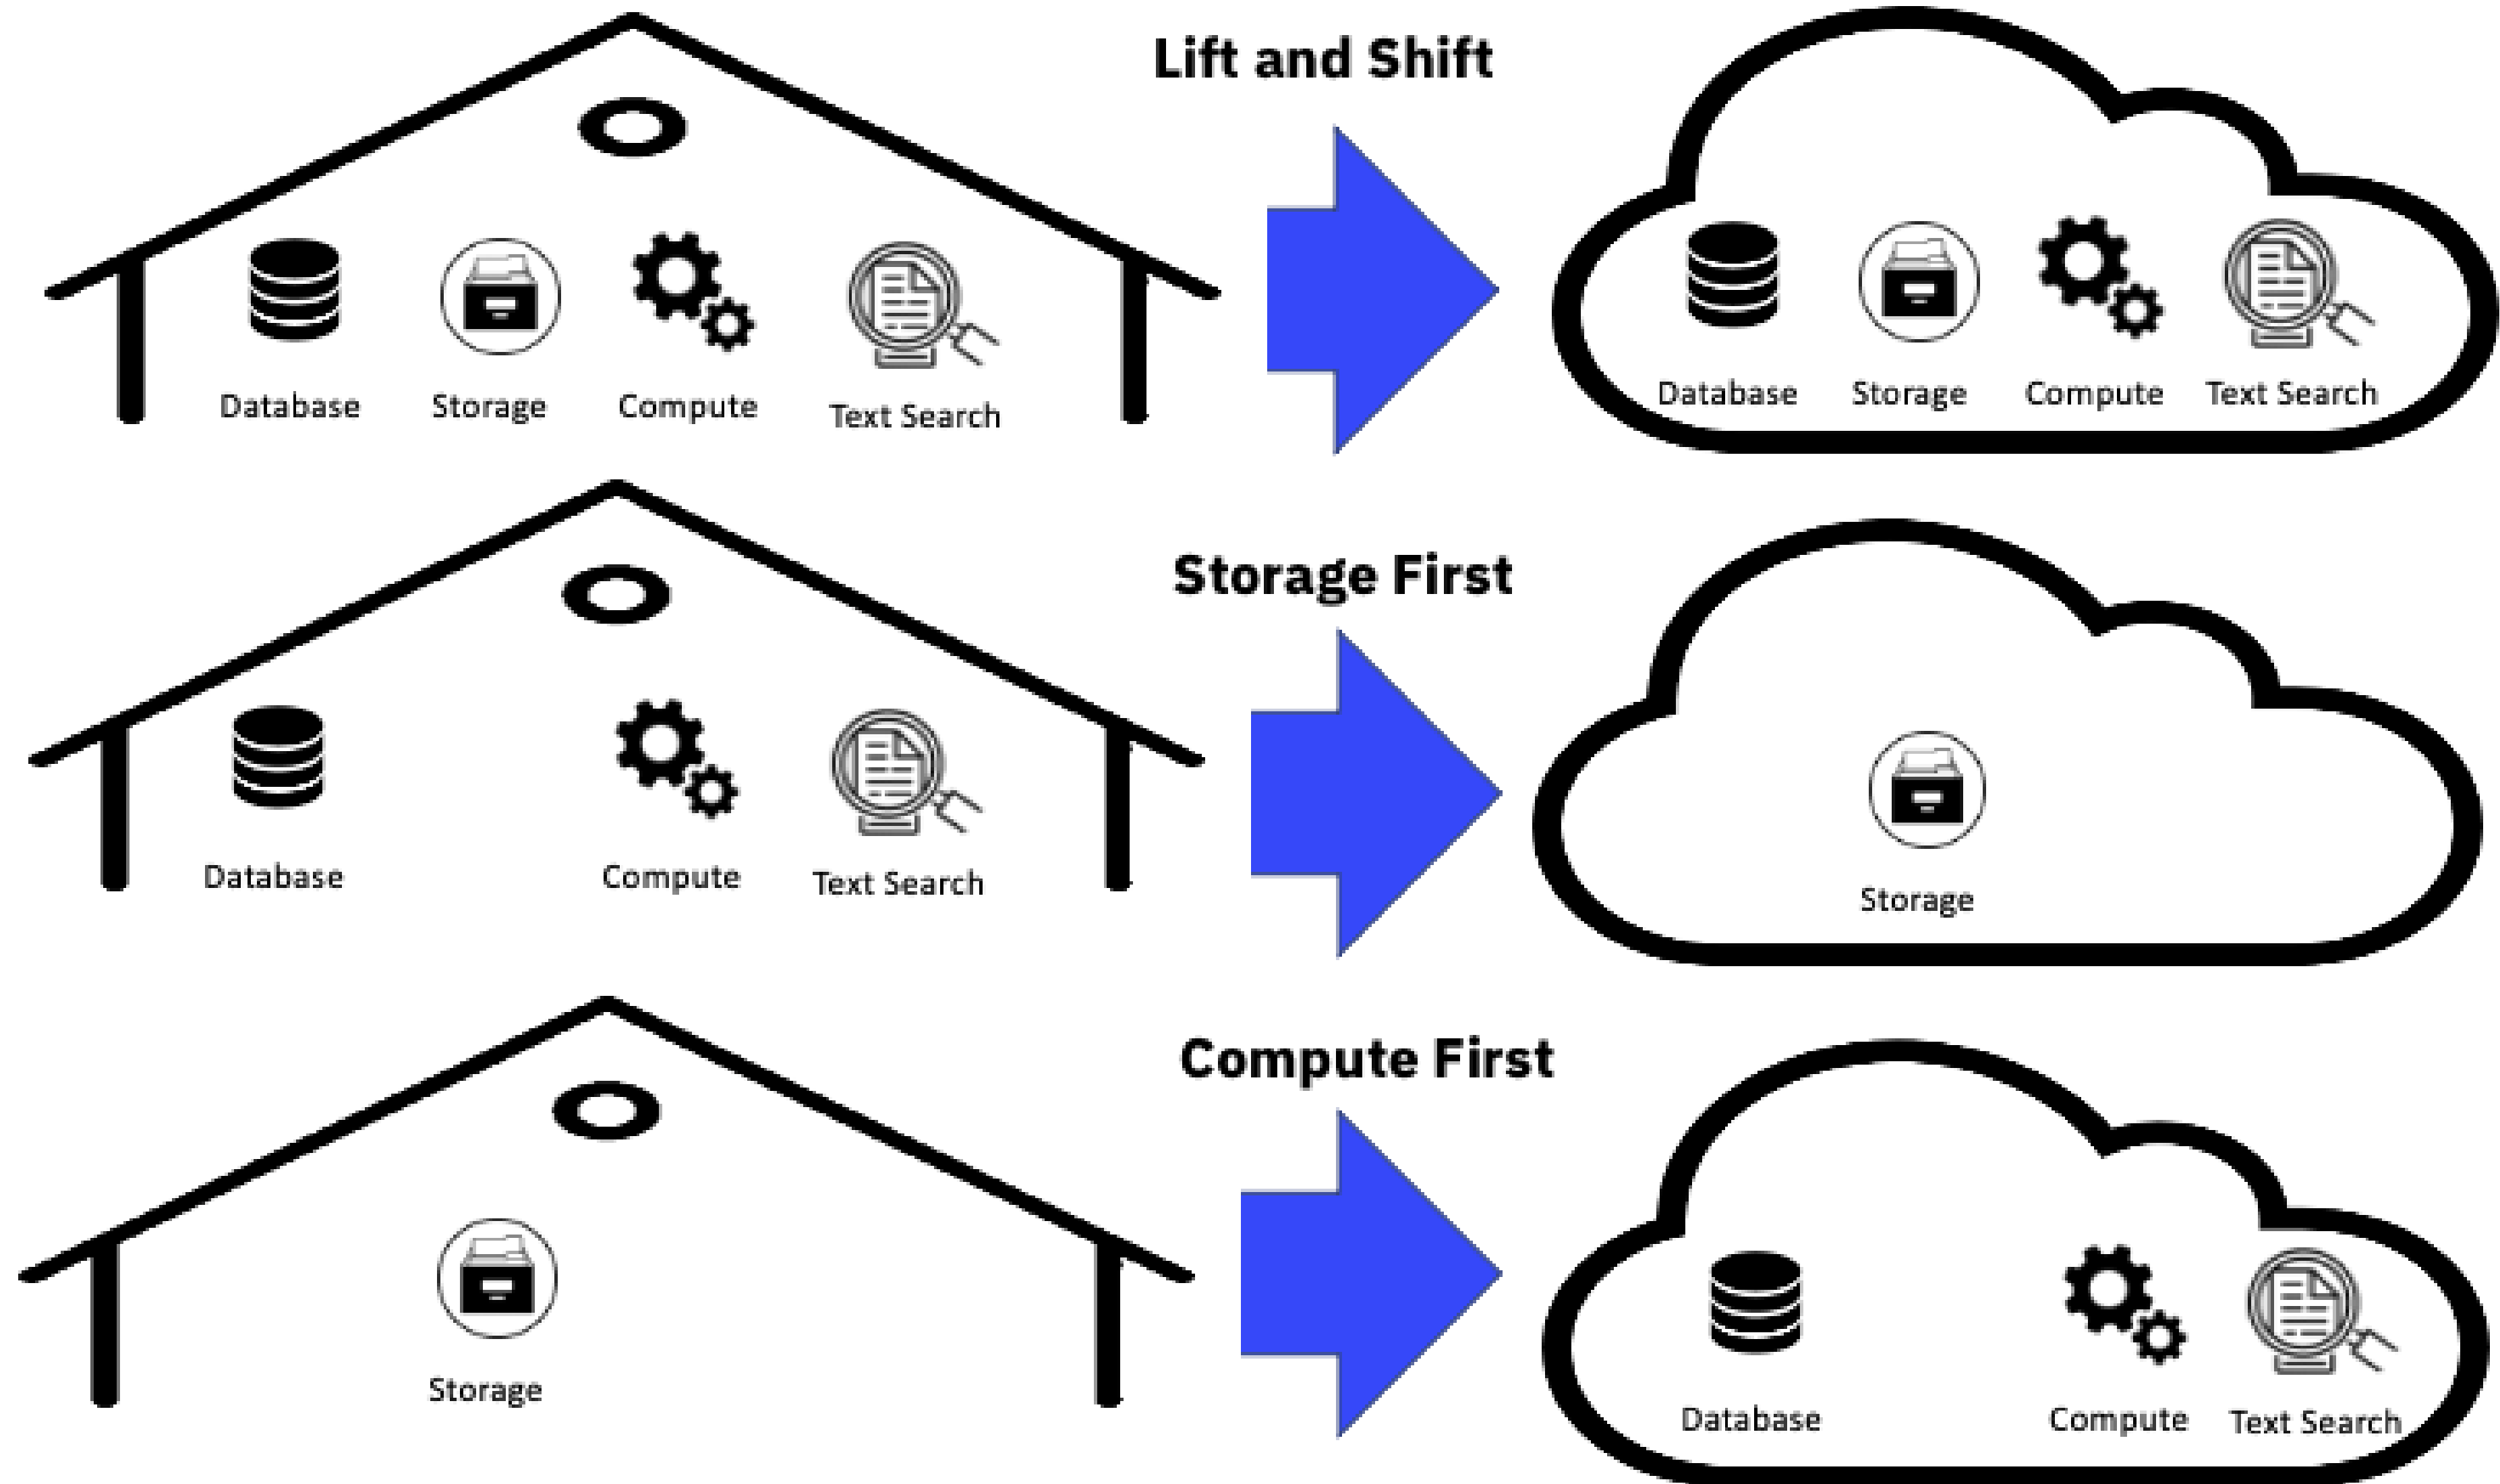 Lift and Shift
Database Storage Compute Text Search
Database Storage Compute Text Search
Storage First
Database Compute Text Search
Storage
Compute First
Storage
Database Compute Text Search